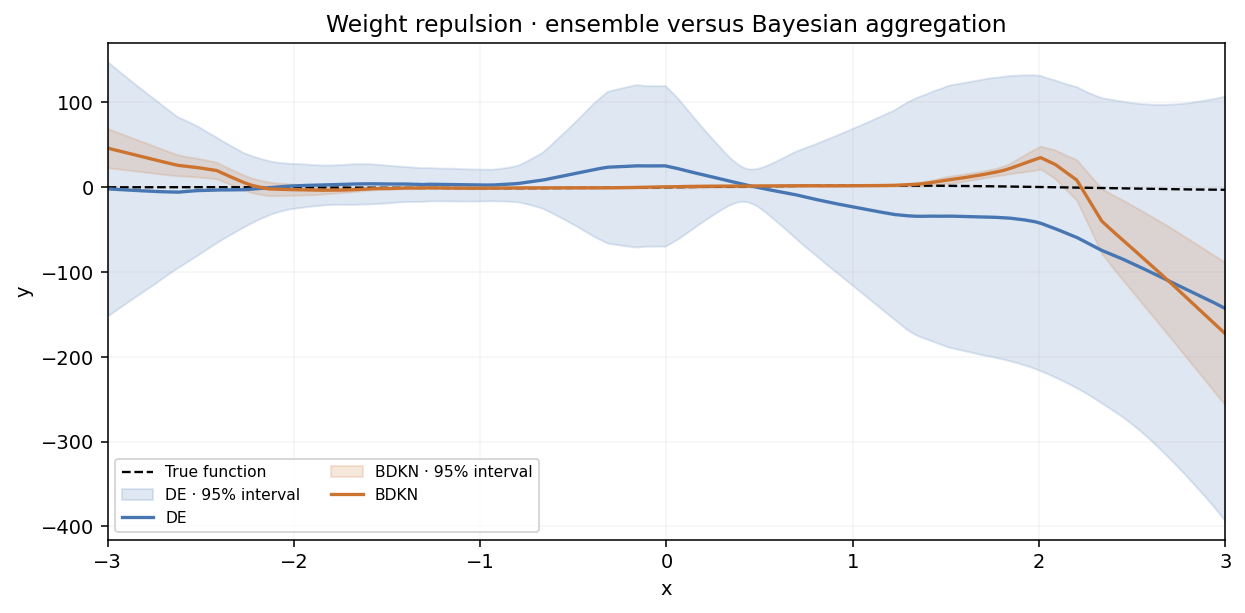 Weight repulsion · ensemble versus Bayesian aggregation
y
100
0
−100
−200
−300
−400
True function
DE · 95% interval
DE
BDKN · 95% interval
BDKN
−3
−2
−1
0
1
2
3
x